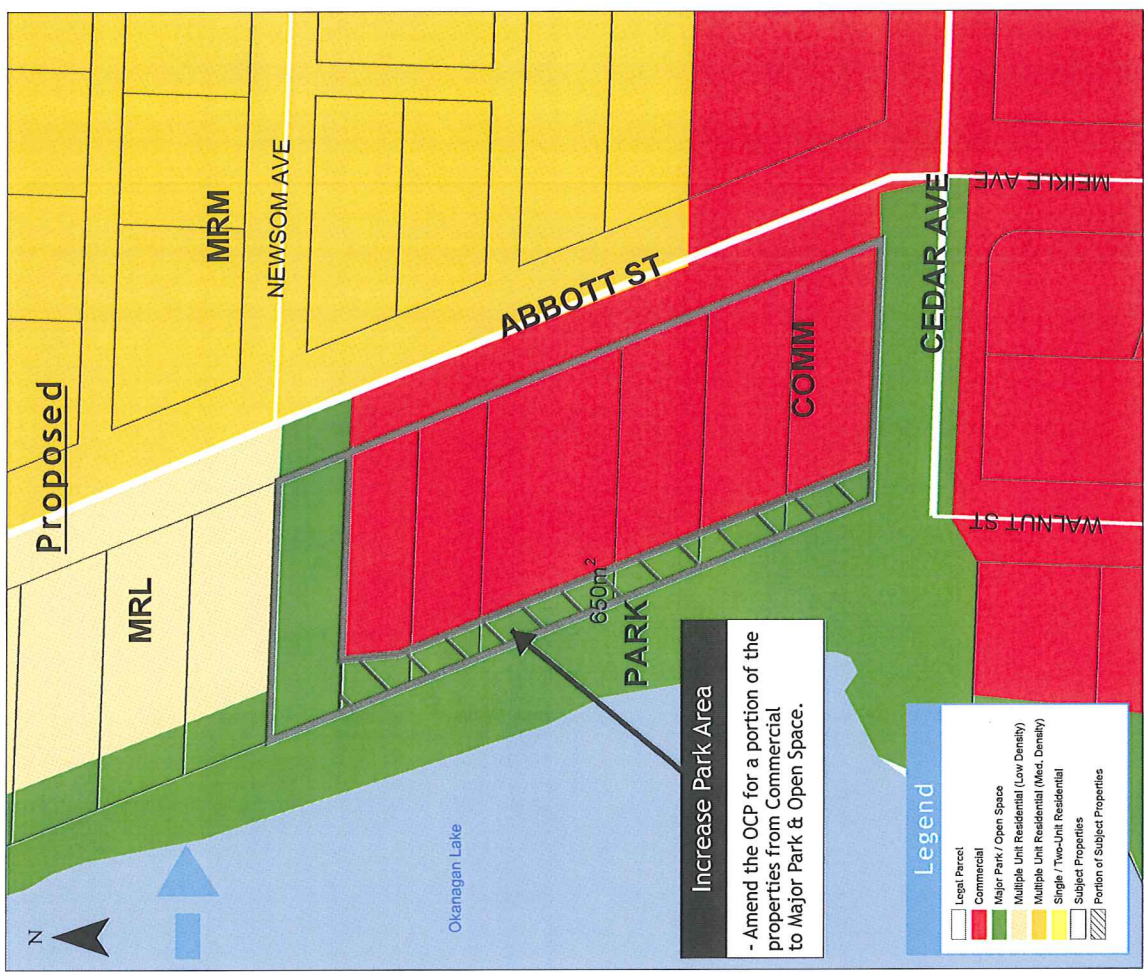 Proposed
N
MRM
NEWSOM AVE
ABBOTT ST
MRL
Okanagan Lake
650m²
PARK
COMM
CEDAR AVE
MEIKLE AVE
WALNUT ST
Increase Park Area
- Amend the OCP for a portion of the
properties from Commercial
to Major Park & Open Space.
Legend
Legal Parcel
Commercial
Major Park / Open Space
Multiple Unit Residential (Low Density)
Multiple Unit Residential (Med. Density)
Single / Two-Unit Residential
Subject Properties
Portion of Subject Properties